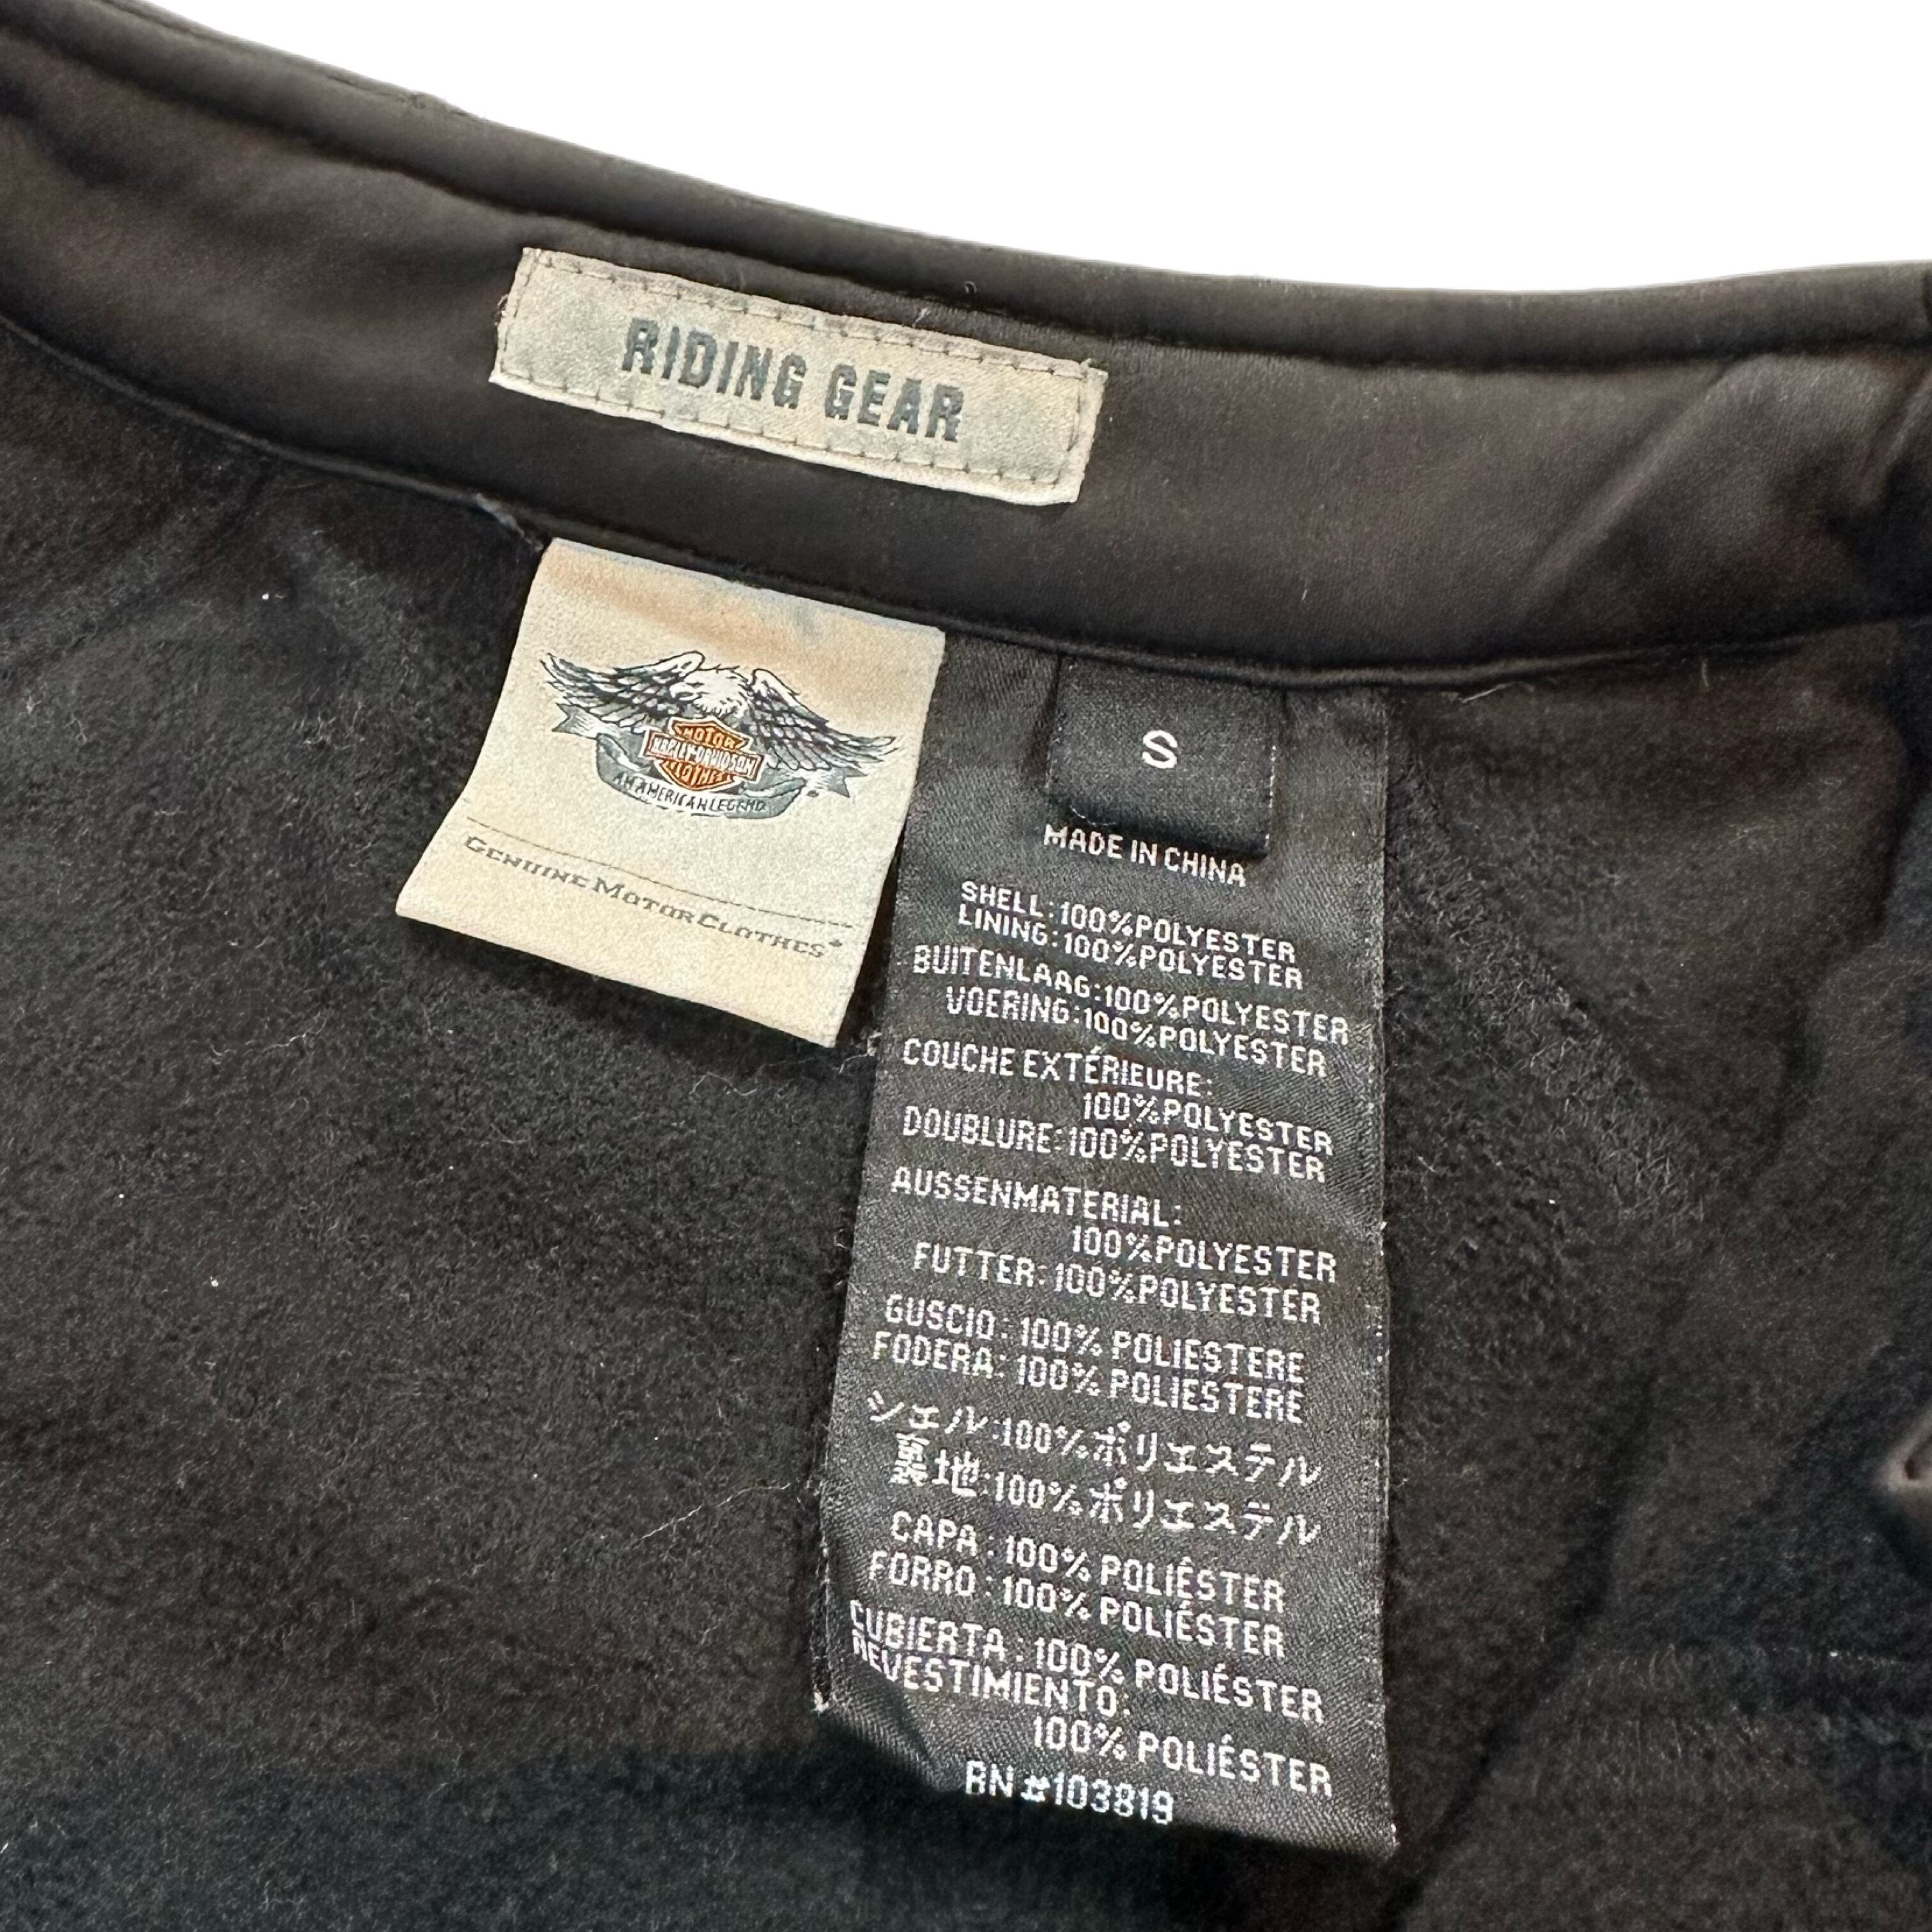 RIDING GEAR
MOTOR
HARLEY-DAVIDSON
CLOTHES
AN AMERICAN LEGEND
GENUINE MOTORCLOTHES®
S
MADE IN CHINA
SHELL:100%POLYESTER
LINING:100%POLYESTER
BUITENLAAG:100%POLYESTER
VOERING:100%POLYESTER
COUCHE EXTÉRIEURE:
100%POLYESTER
DOUBLURE:100%POLYESTER
AUSSENMATERIAL:
100%POLYESTER
FUTTER:100%POLYESTER
GUSCIO: 100% POLIESTERE
FODERA: 100% POLIESTERE
シェル:100%ポリエステル
裏地:100%ポリエステル
CAPA : 100% POLIÉSTER
FORRO : 100% POLIÉSTER
CUBIERTA : 100% POLIÉSTER
REVESTIMIENTO:
100% POLIÉSTER
RN #103819